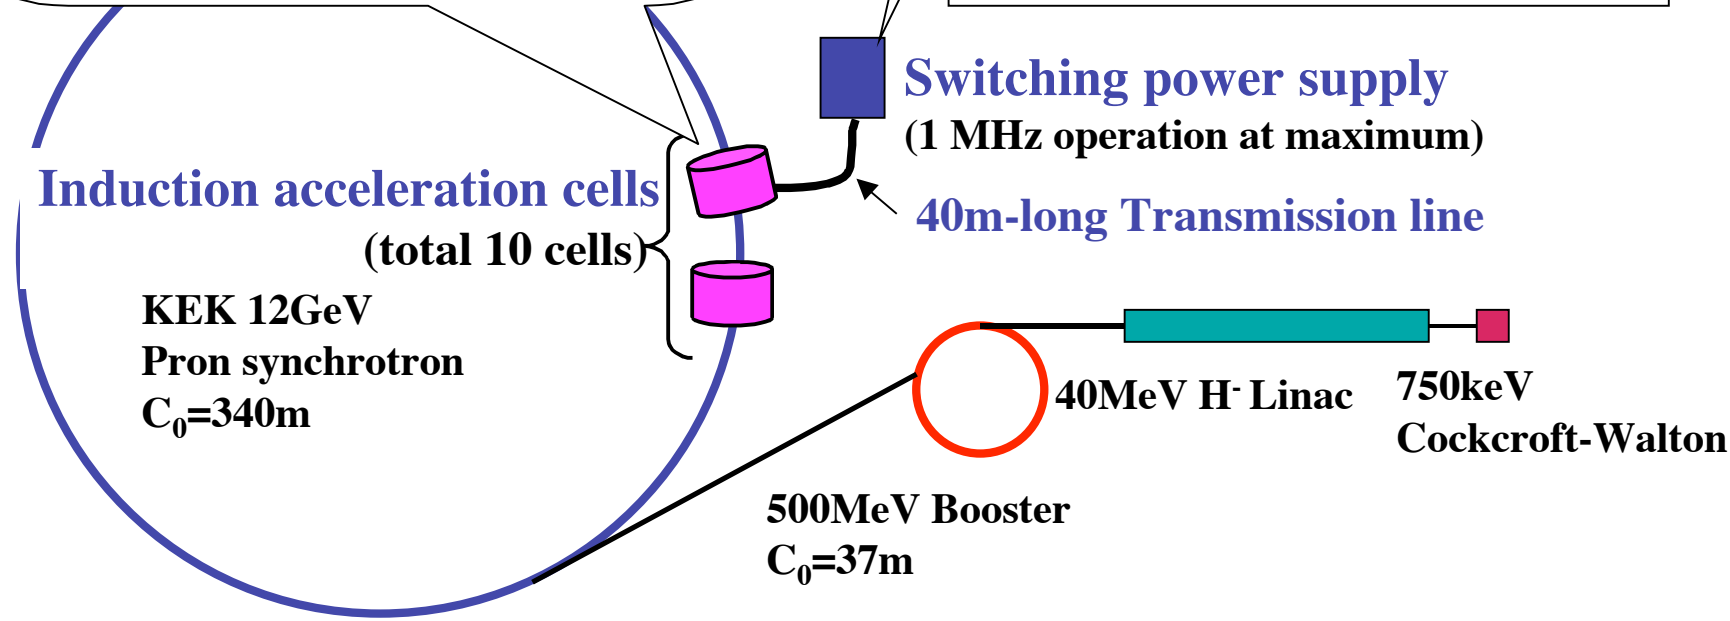 Switching power supply
(1 MHz operation at maximum)
Induction acceleration cells
(total 10 cells)
40m-long Transmission line
KEK 12GeV
Pron synchrotron
C₀=340m
40MeV H⁻ Linac
750keV
Cockcroft-Walton
500MeV Booster
C₀=37m